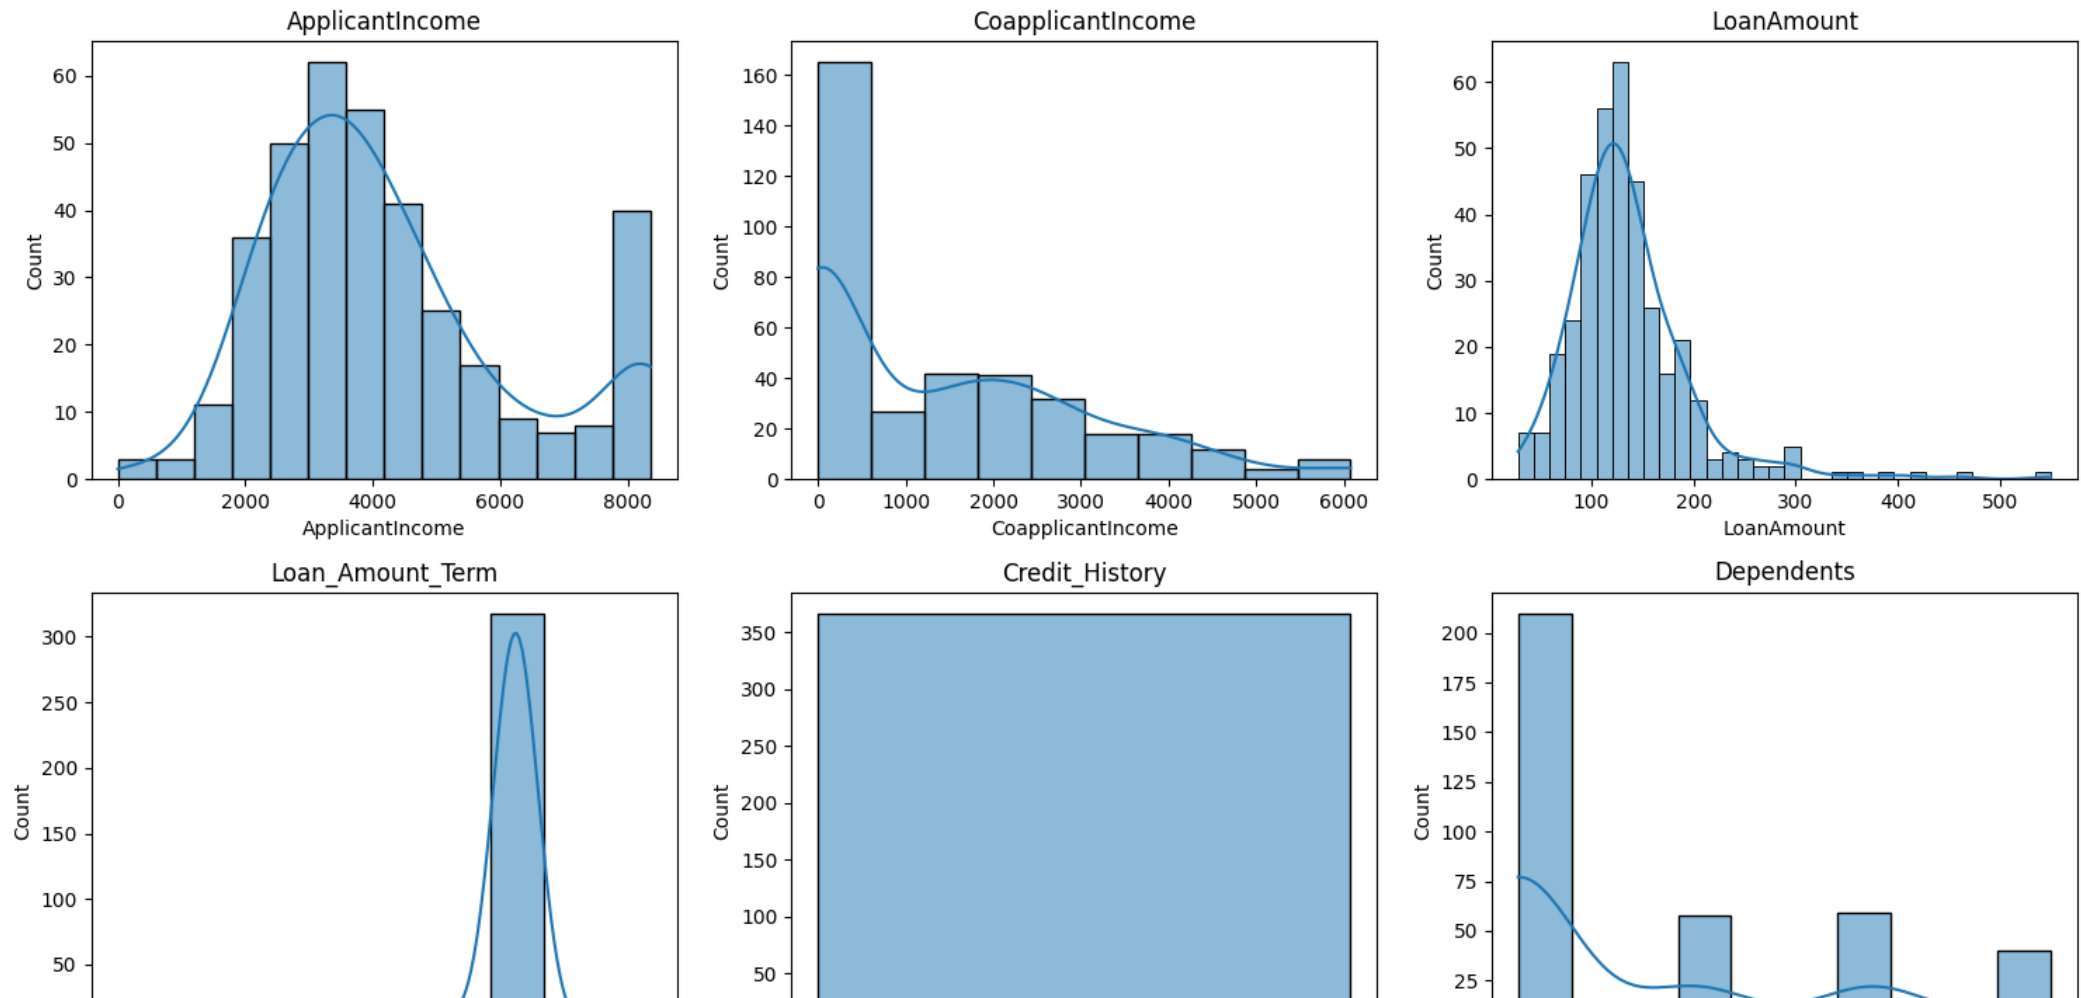 ApplicantIncome
60
50
40
30
20
10
0
Count
0 2000 4000 6000 8000
ApplicantIncome
CoapplicantIncome
160
140
120
100
80
60
40
20
0
Count
0 1000 2000 3000 4000 5000 6000
CoapplicantIncome
LoanAmount
60
50
40
30
20
10
0
Count
100 200 300 400 500
LoanAmount
Loan_Amount_Term
300
250
200
150
100
50
Count
Credit_History
350
300
250
200
150
100
50
Count
Dependents
200
175
150
125
100
75
50
25
Count